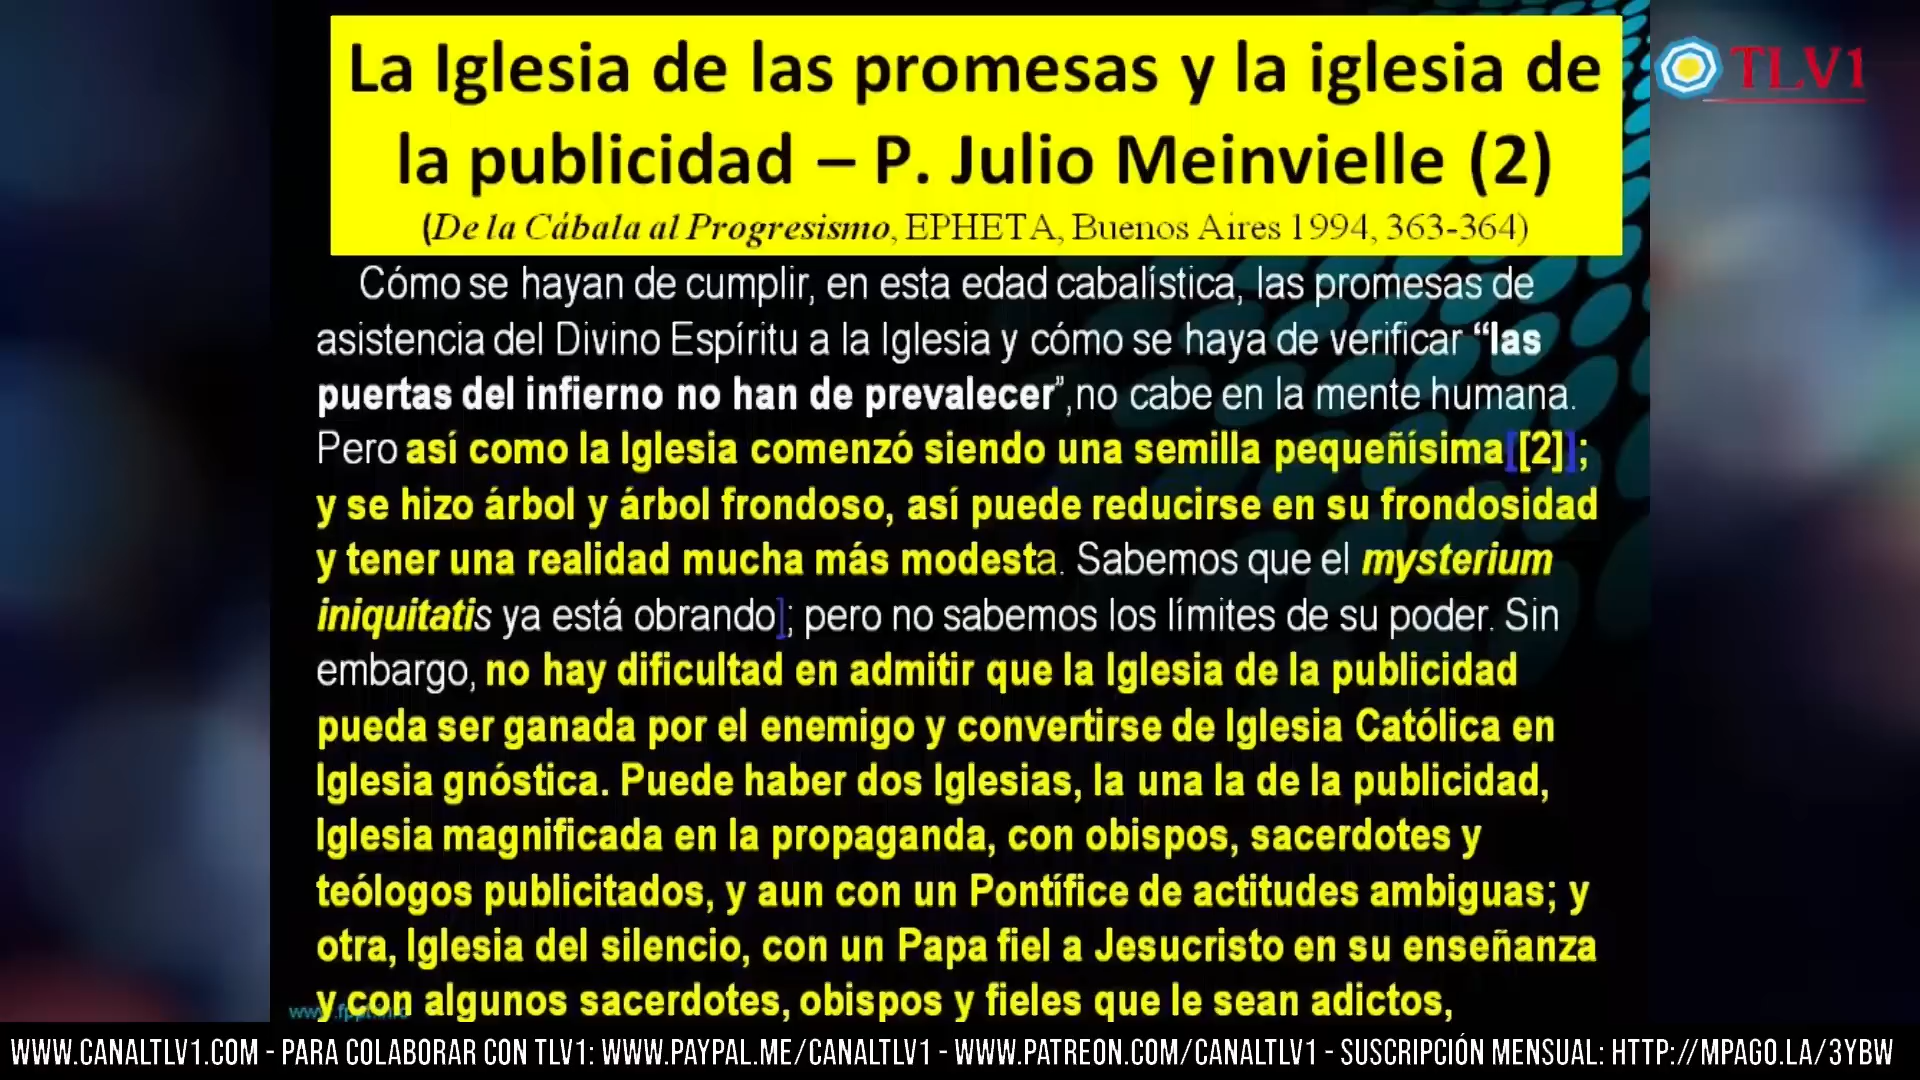 La Iglesia de las promesas y la iglesia de
la publicidad – P. Julio Meinvielle (2)
(De la Cábala al Progresismo, EPHETA, Buenos Aires 1994, 363-364)
TLV1
Cómo se hayan de cumplir, en esta edad cabalística, las promesas de
asistencia del Divino Espíritu a la Iglesia y cómo se haya de verificar “las
puertas del infierno no han de prevalecer”,no cabe en la mente humana.
Pero así como la Iglesia comenzó siendo una semilla pequeñísima[[2]];
y se hizo árbol y árbol frondoso, así puede reducirse en su frondosidad
y tener una realidad mucha más modesta. Sabemos que el mysterium
iniquitatis ya está obrando]; pero no sabemos los límites de su poder. Sin
embargo, no hay dificultad en admitir que la Iglesia de la publicidad
pueda ser ganada por el enemigo y convertirse de Iglesia Católica en
Iglesia gnóstica. Puede haber dos Iglesias, la una la de la publicidad,
Iglesia magnificada en la propaganda, con obispos, sacerdotes y
teólogos publicitados, y aun con un Pontífice de actitudes ambiguas; y
otra, Iglesia del silencio, con un Papa fiel a Jesucristo en su enseñanza
y con algunos sacerdotes, obispos y fieles que le sean adictos,
WWW.CANALTLV1.COM - PARA COLABORAR CON TLV1: WWW.PAYPAL.ME/CANALTLV1 - WWW.PATREON.COM/CANALTLV1 - SUSCRIPCIÓN MENSUAL: HTTP://MPAGO.LA/3YBW